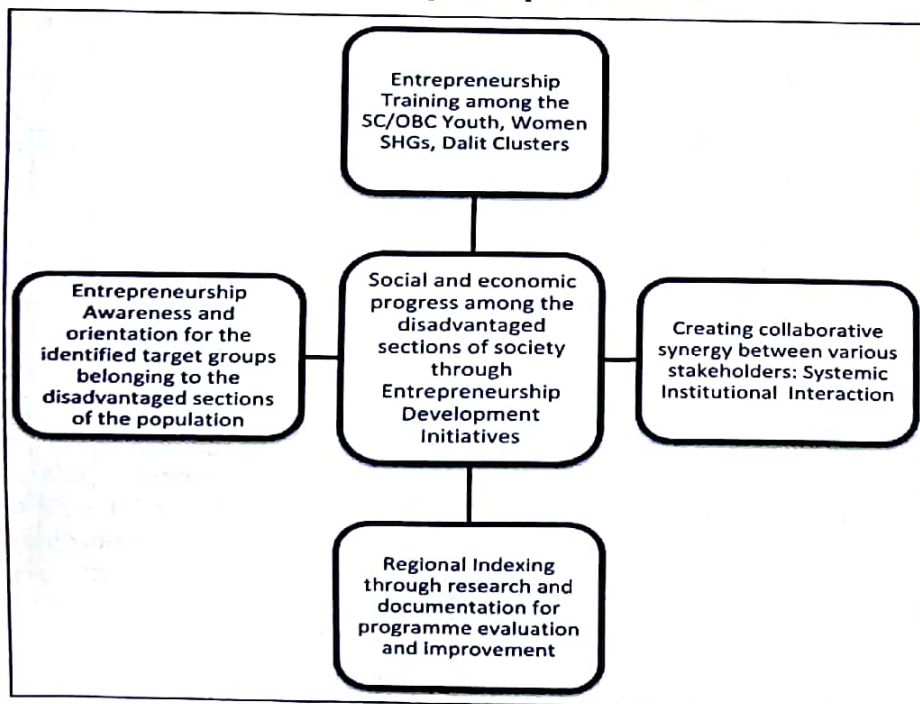 Entrepreneurship
Training among the
SC/OBC Youth, Women
SHGs, Dalit Clusters
Entrepreneurship
Awareness and
orientation for the
identified target groups
belonging to the
disadvantaged sections
of the population
Social and economic
progress among the
disadvantaged
sections of society
through
Entrepreneurship
Development
Initiatives
Creating collaborative
synergy between various
stakeholders: Systemic
Institutional Interaction
Regional Indexing
through research and
documentation for
programme evaluation
and Improvement